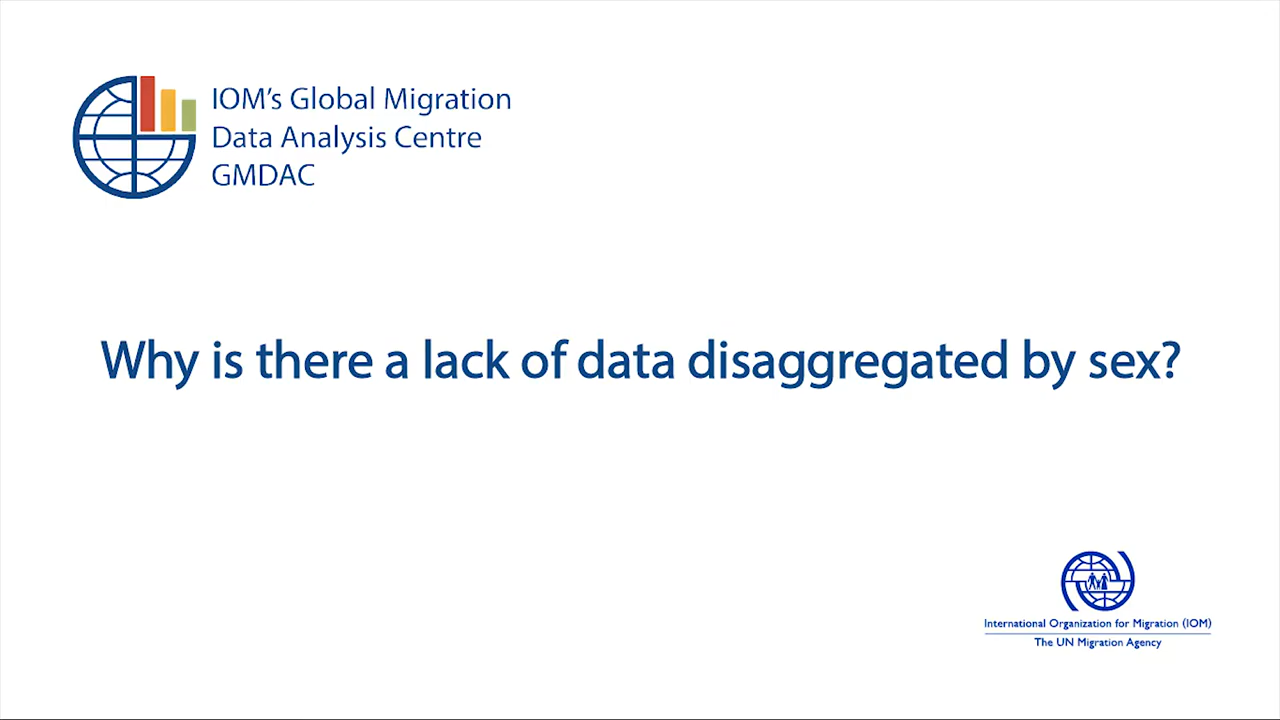 IOM's Global Migration
Data Analysis Centre
GMDAC
Why is there a lack of data disaggregated by sex?
International Organization for Migration (IOM)
The UN Migration Agency